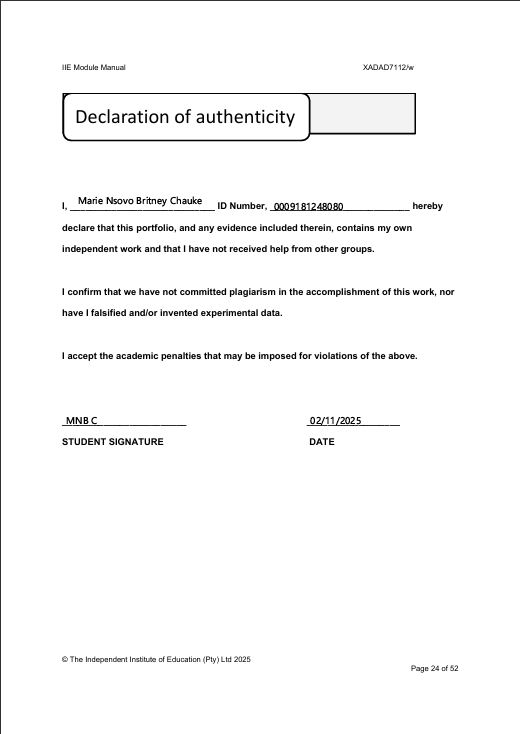 IIE Module Manual XADAD7112/w
Declaration of authenticity
I, Marie Nsovo Britney Chauke ID Number, 0009181248080 hereby
declare that this portfolio, and any evidence included therein, contains my own
independent work and that I have not received help from other groups.
I confirm that we have not committed plagiarism in the accomplishment of this work, nor
have I falsified and/or invented experimental data.
I accept the academic penalties that may be imposed for violations of the above.
MNB C 02/11/2025
STUDENT SIGNATURE DATE
© The Independent Institute of Education (Pty) Ltd 2025
Page 24 of 52